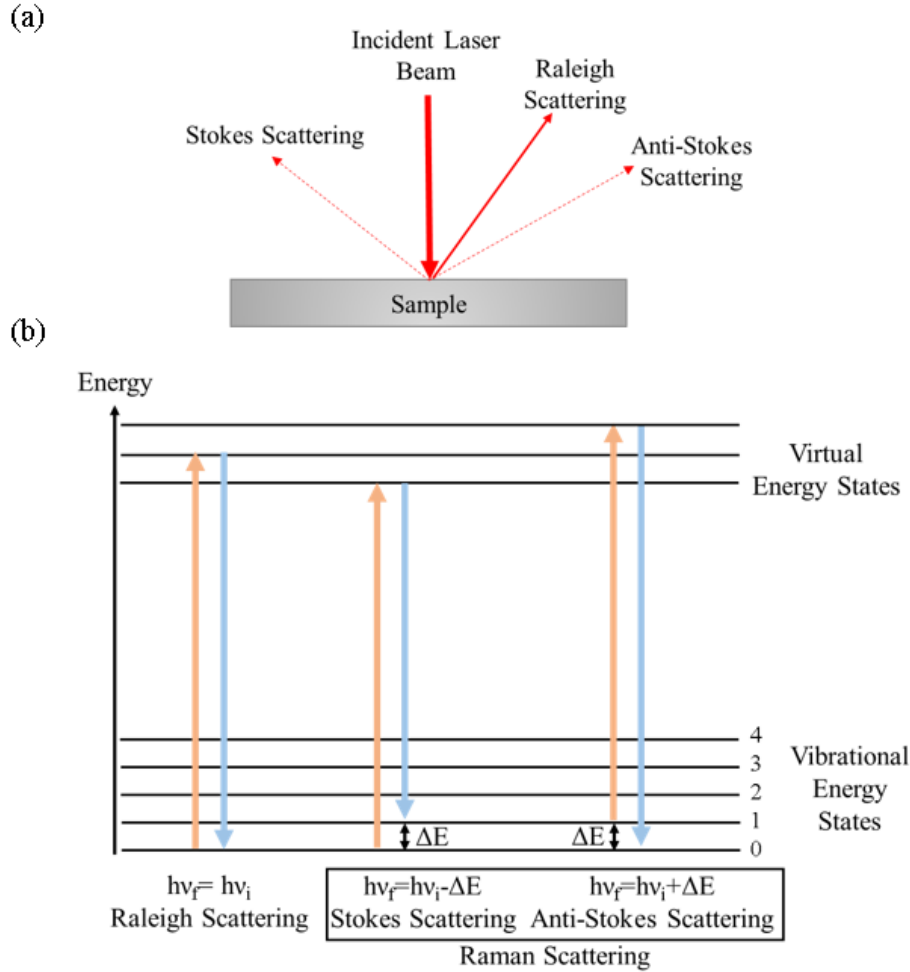 (a)
Incident Laser
Beam
Raleigh
Scattering
Stokes Scattering
Anti-Stokes
Scattering
Sample
(b)
Energy
Virtual
Energy States
4
3
2
1
0
Vibrational
Energy
States
ΔE
ΔE
hνf= hνi
Raleigh Scattering
hνf=hνi-ΔE
Stokes Scattering
hνf=hνi+ΔE
Anti-Stokes Scattering
Raman Scattering